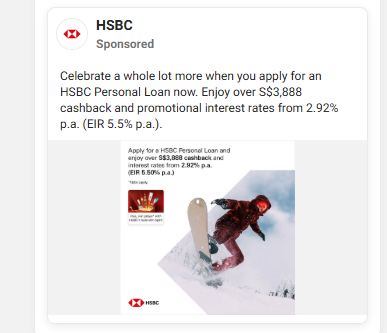 HSBC
Sponsored
Celebrate a whole lot more when you apply for an
HSBC Personal Loan now. Enjoy over S$3,888
cashback and promotional interest rates from 2.92%
p.a. (EIR 5.5% p.a.).
Apply for a HSBC Personal Loan and
enjoy over S$3,888 cashback and
interest rates from 2.92% p.a.
(EIR 5.50% p.a.)
HSBC